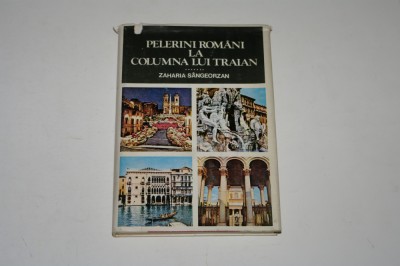 PELERINI ROMÂNI
LA
COLUMNA LUI TRAIAN
ZAHARIA SÂNGEORZAN